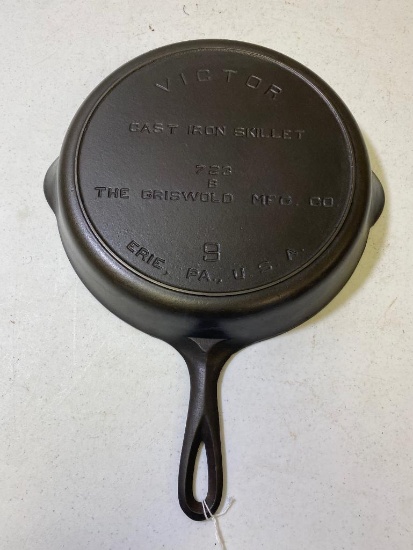 VICTOR
CAST IRON SKILLET
723
B
THE GRISWOLD MFG. CO.
9
ERIE, PA., U.S.A.